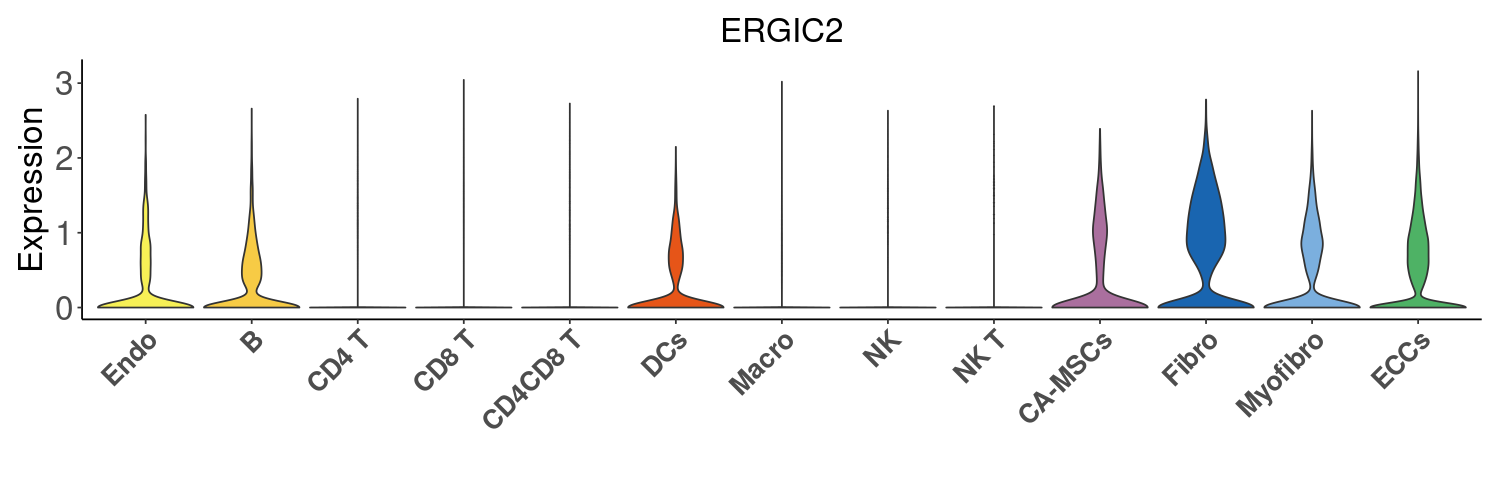 ERGIC2
Expression
3
2
1
0
Endo
B
CD4 T
CD8 T
CD4CD8 T
DCs
Macro
NK
NK T
CA-MSCs
Fibro
Myofibro
ECCs